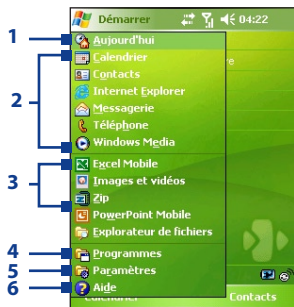 Démarrer 04:22
1 Aujourd'hui
2 Calendrier
Contacts
Internet Explorer
Messagerie
Téléphone
Windows Media
3 Excel Mobile
Images et vidéos
Zip
PowerPoint Mobile
Explorateur de fichiers
4 Programmes
5 Paramètres
6 Aide
Calendrier Contacts